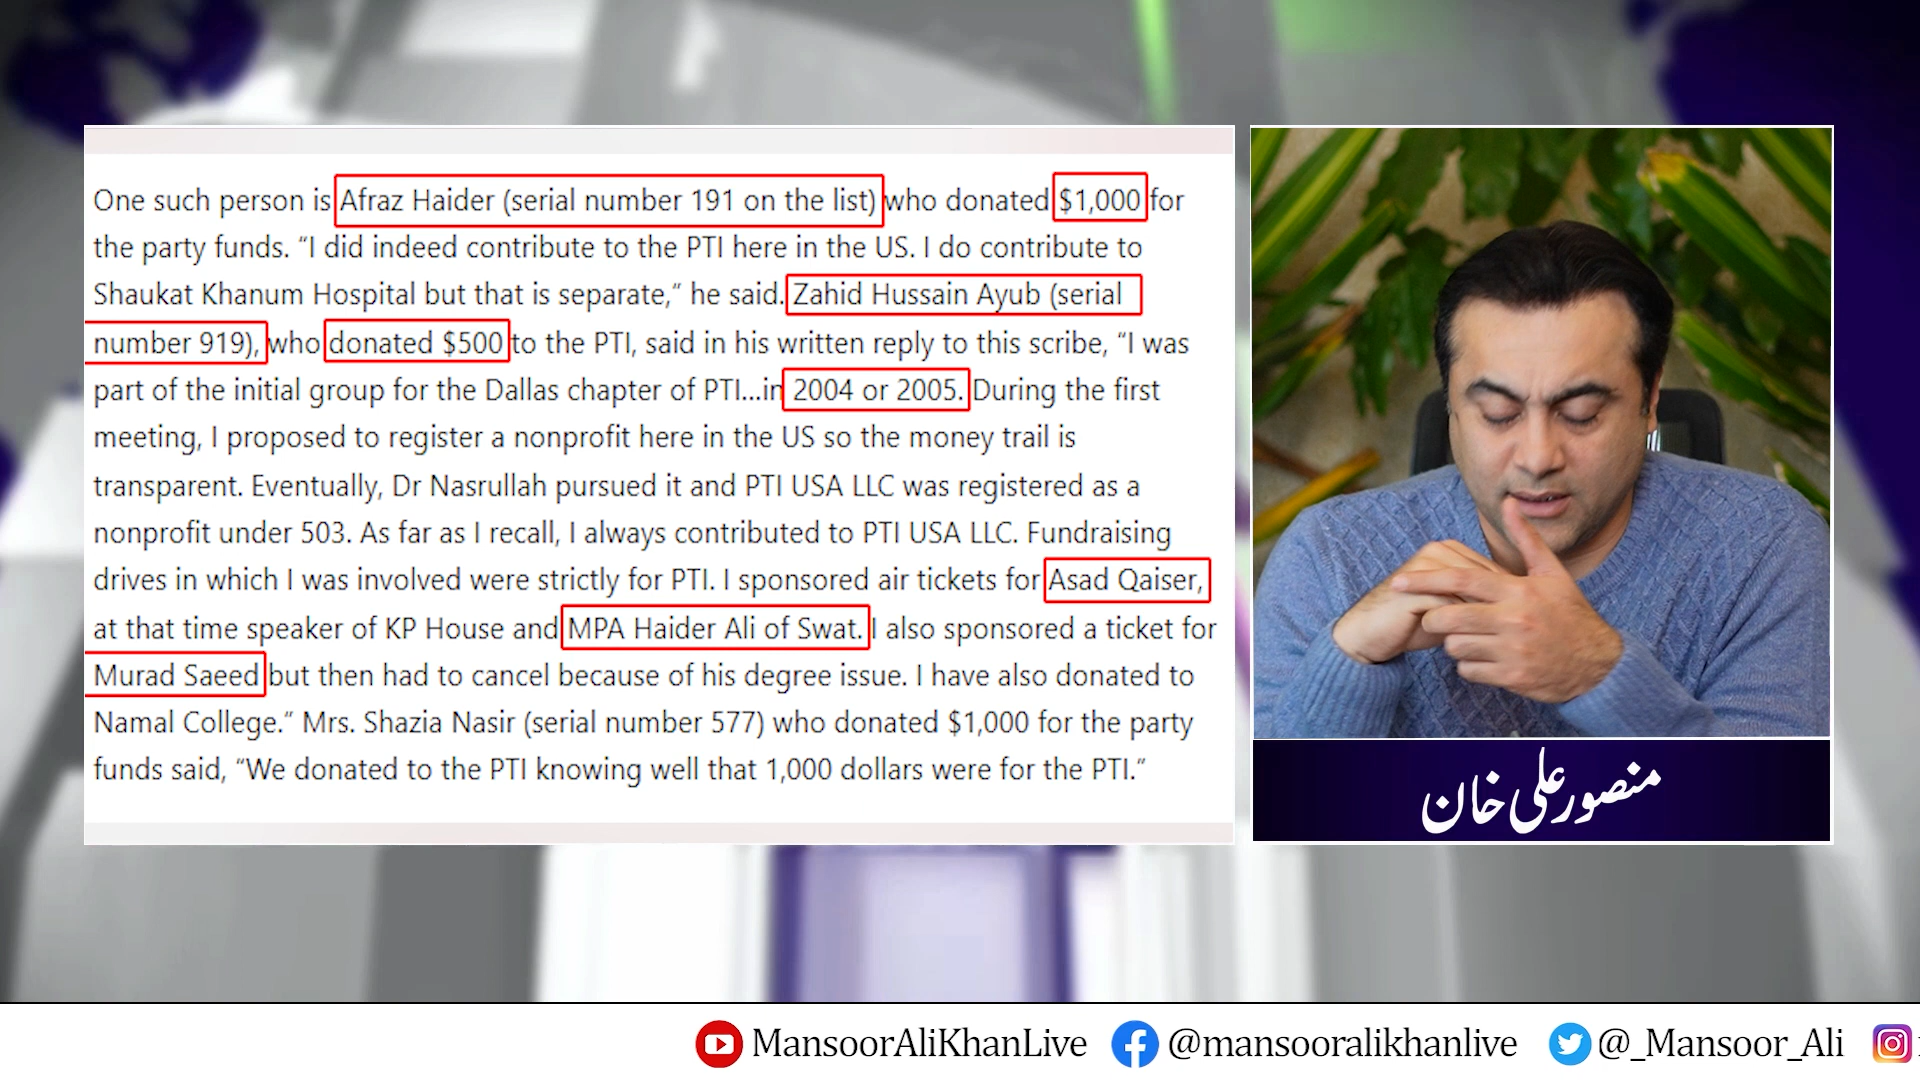 One such person is Afraz Haider (serial number 191 on the list) who donated $1,000 for
the party funds. “I did indeed contribute to the PTI here in the US. I do contribute to
Shaukat Khanum Hospital but that is separate,” he said. Zahid Hussain Ayub (serial
number 919), who donated $500 to the PTI, said in his written reply to this scribe, “I was
part of the initial group for the Dallas chapter of PTI...in 2004 or 2005. During the first
meeting, I proposed to register a nonprofit here in the US so the money trail is
transparent. Eventually, Dr Nasrullah pursued it and PTI USA LLC was registered as a
nonprofit under 503. As far as I recall, I always contributed to PTI USA LLC. Fundraising
drives in which I was involved were strictly for PTI. I sponsored air tickets for Asad Qaiser,
at that time speaker of KP House and MPA Haider Ali of Swat. I also sponsored a ticket for
Murad Saeed but then had to cancel because of his degree issue. I have also donated to
Namal College.” Mrs. Shazia Nasir (serial number 577) who donated $1,000 for the party
funds said, “We donated to the PTI knowing well that 1,000 dollars were for the PTI.”
منصور علی خان
MansoorAliKhanLive @mansooralikhanlive @_Mansoor_Ali